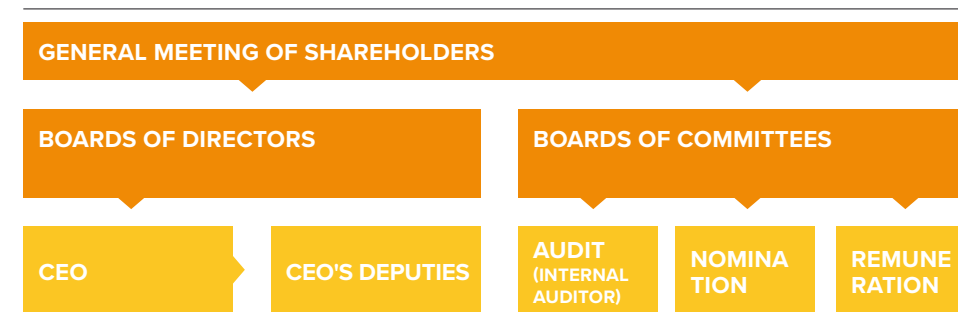 GENERAL MEETING OF SHAREHOLDERS
BOARDS OF DIRECTORS
BOARDS OF COMMITTEES
CEO
CEO'S DEPUTIES
AUDIT
(INTERNAL
AUDITOR)
NOMINA
TION
REMUNE
RATION